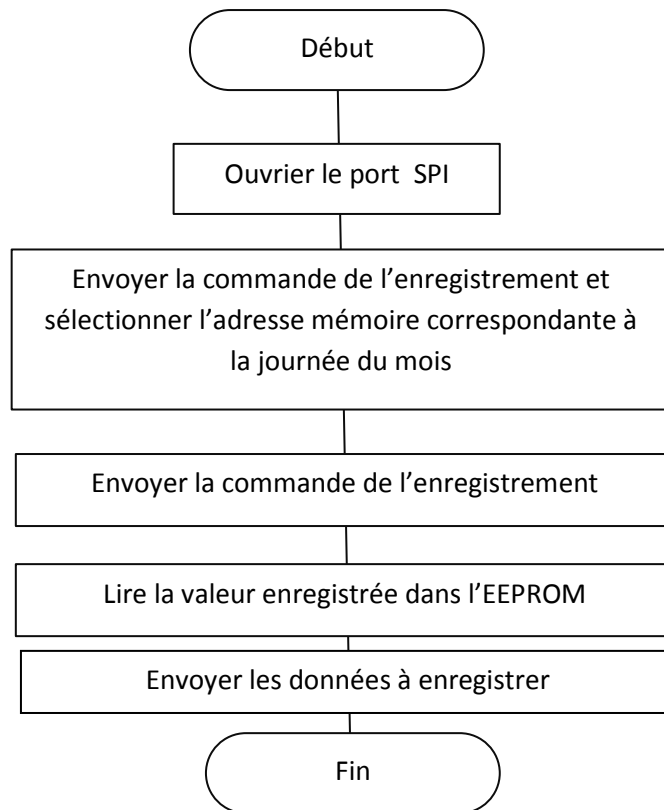 Début
Ouvrier le port  SPI
Envoyer la commande de l’enregistrement et
sélectionner l’adresse mémoire correspondante à
la journée du mois
Envoyer la commande de l’enregistrement
Lire la valeur enregistrée dans l’EEPROM
Envoyer les données à enregistrer
Fin